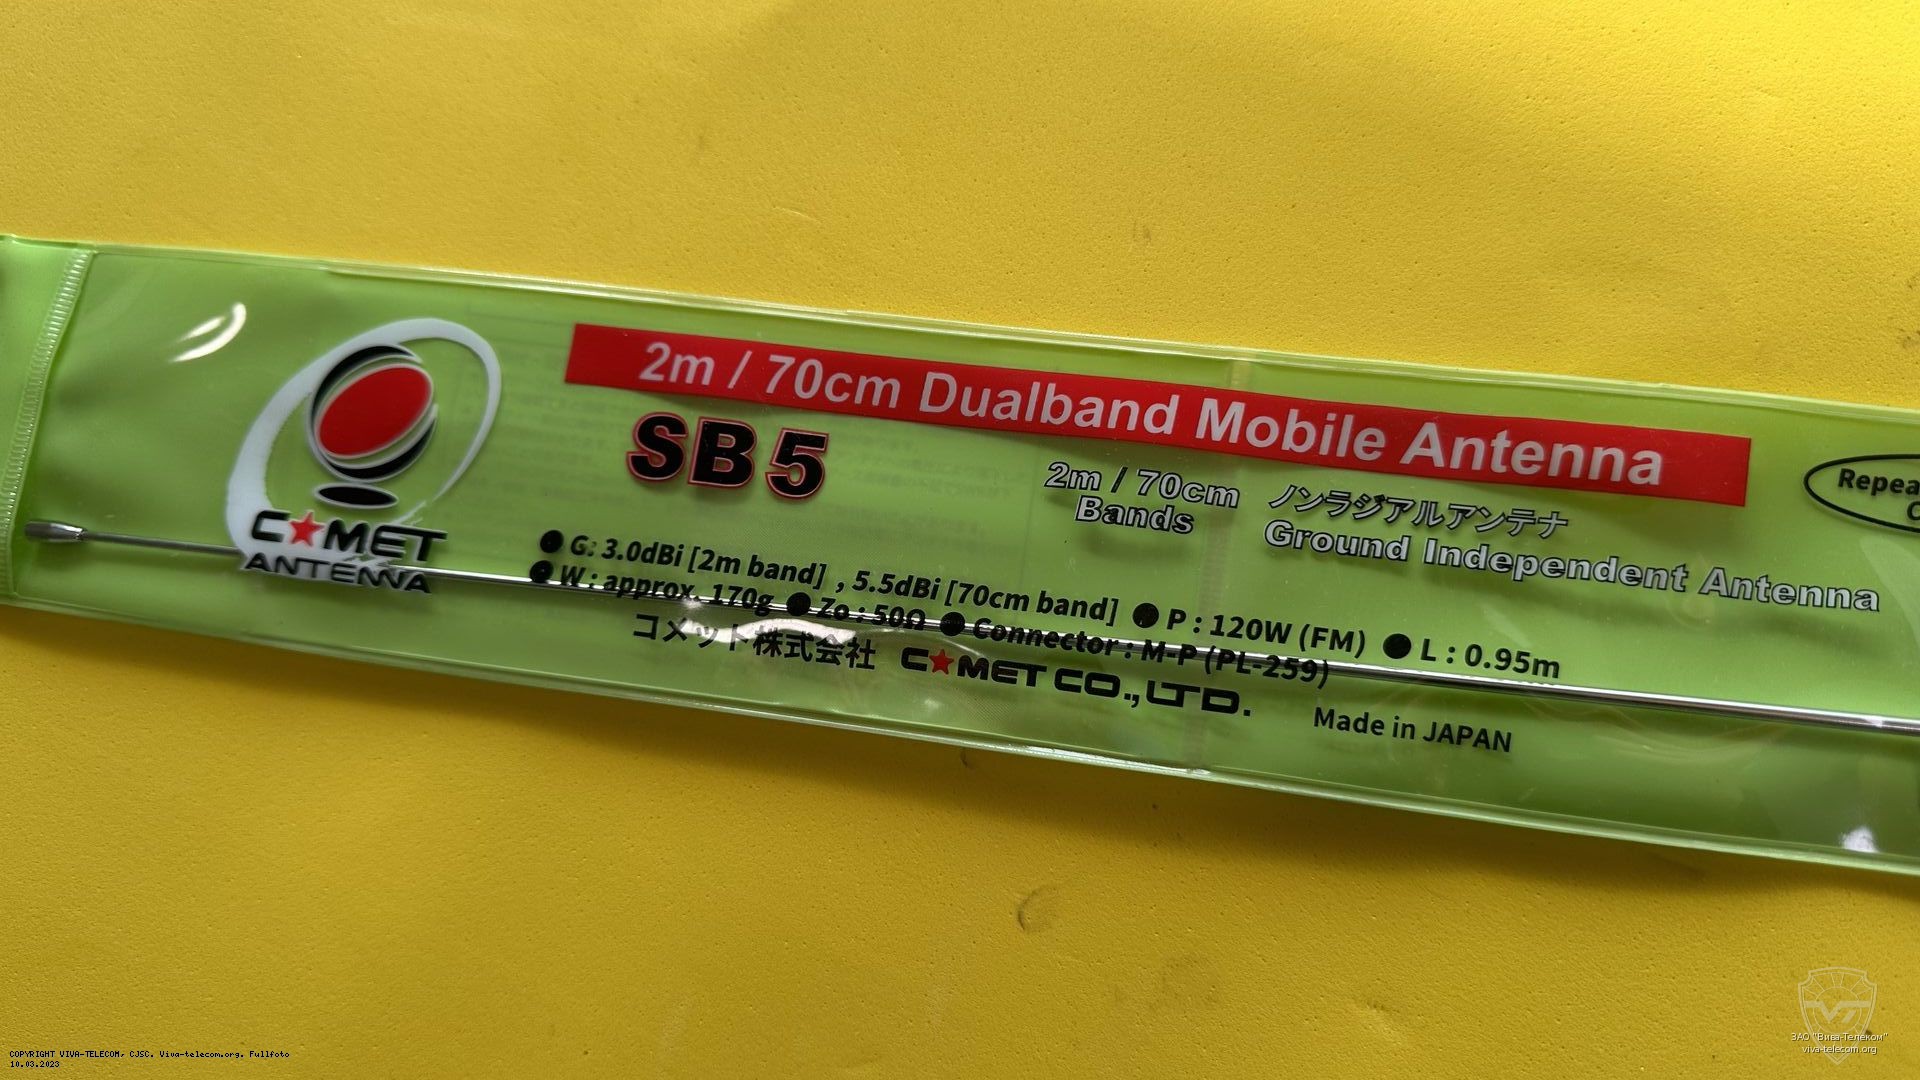 2m / 70cm Dualband Mobile Antenna
SB5
2m / 70cm
Bands
ノンラジアルアンテナ
Ground Independent Antenna
C★MET
ANTENNA
● G: 3.0dBi [2m band] , 5.5dBi [70cm band] ● P : 120W (FM) ● L : 0.95m
● W : approx. 170g ● Zo : 50Ω ● Connector : M-P (PL-259)
コメット株式会社 C★MET CO., LTD.
Made in JAPAN
COPYRIGHT VIVA-TELECOM, CJSC. Viva-telecom.org. Fullfoto
10.03.2023
ЗАО "Вива-Телеком"
viva-telecom.org